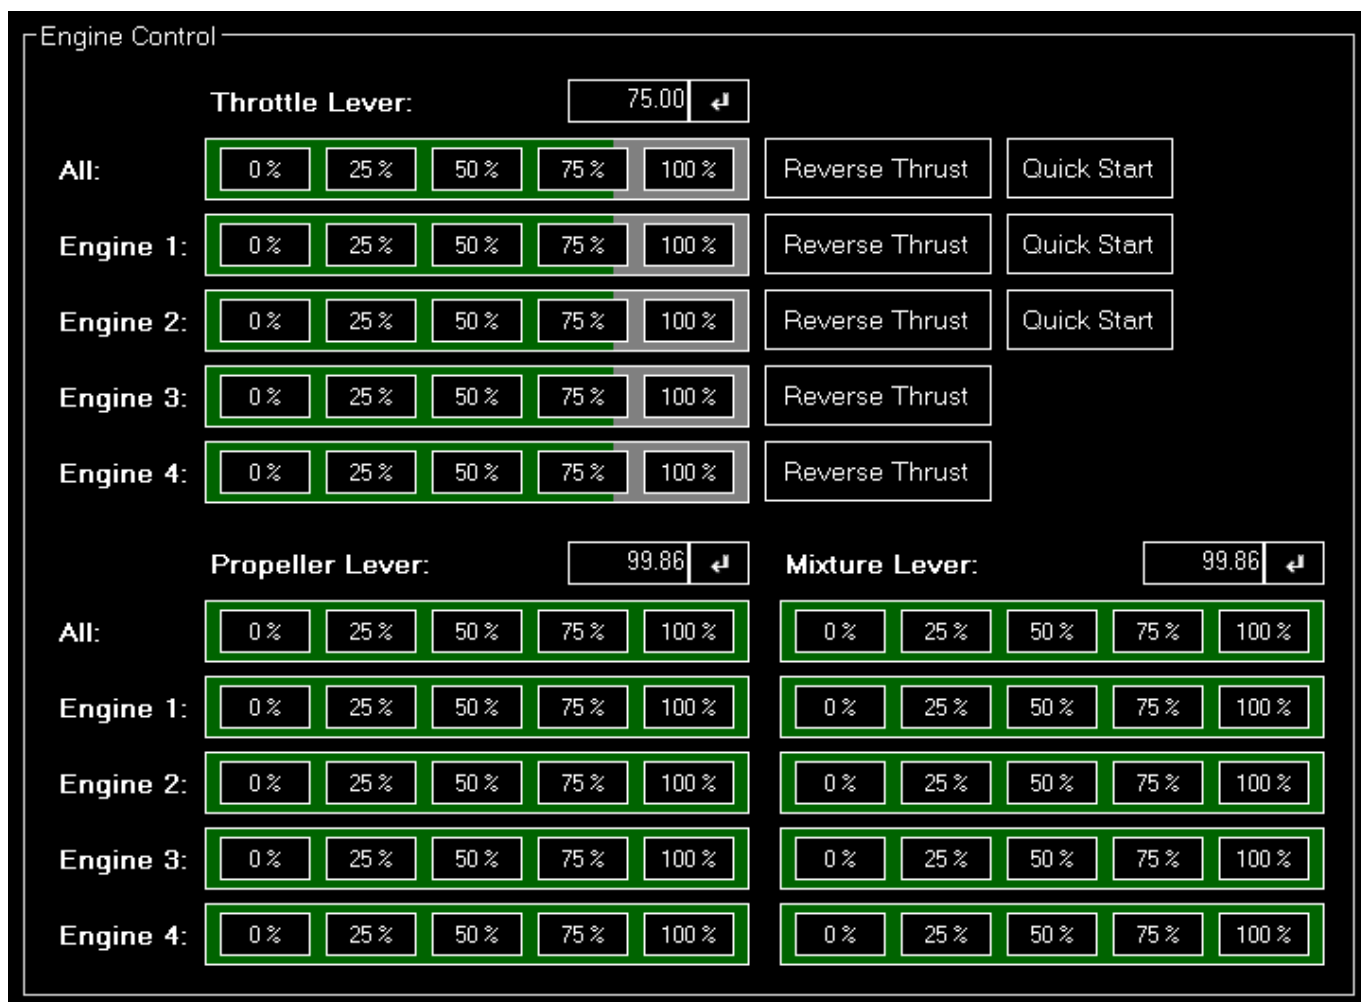 Engine Control
Throttle Lever: 75.00 ↵
All: 0 % 25 % 50 % 75 % 100 % Reverse Thrust Quick Start
Engine 1: 0 % 25 % 50 % 75 % 100 % Reverse Thrust Quick Start
Engine 2: 0 % 25 % 50 % 75 % 100 % Reverse Thrust Quick Start
Engine 3: 0 % 25 % 50 % 75 % 100 % Reverse Thrust
Engine 4: 0 % 25 % 50 % 75 % 100 % Reverse Thrust
Propeller Lever: 99.86 ↵ Mixture Lever: 99.86 ↵
All: 0 % 25 % 50 % 75 % 100 % 0 % 25 % 50 % 75 % 100 %
Engine 1: 0 % 25 % 50 % 75 % 100 % 0 % 25 % 50 % 75 % 100 %
Engine 2: 0 % 25 % 50 % 75 % 100 % 0 % 25 % 50 % 75 % 100 %
Engine 3: 0 % 25 % 50 % 75 % 100 % 0 % 25 % 50 % 75 % 100 %
Engine 4: 0 % 25 % 50 % 75 % 100 % 0 % 25 % 50 % 75 % 100 %